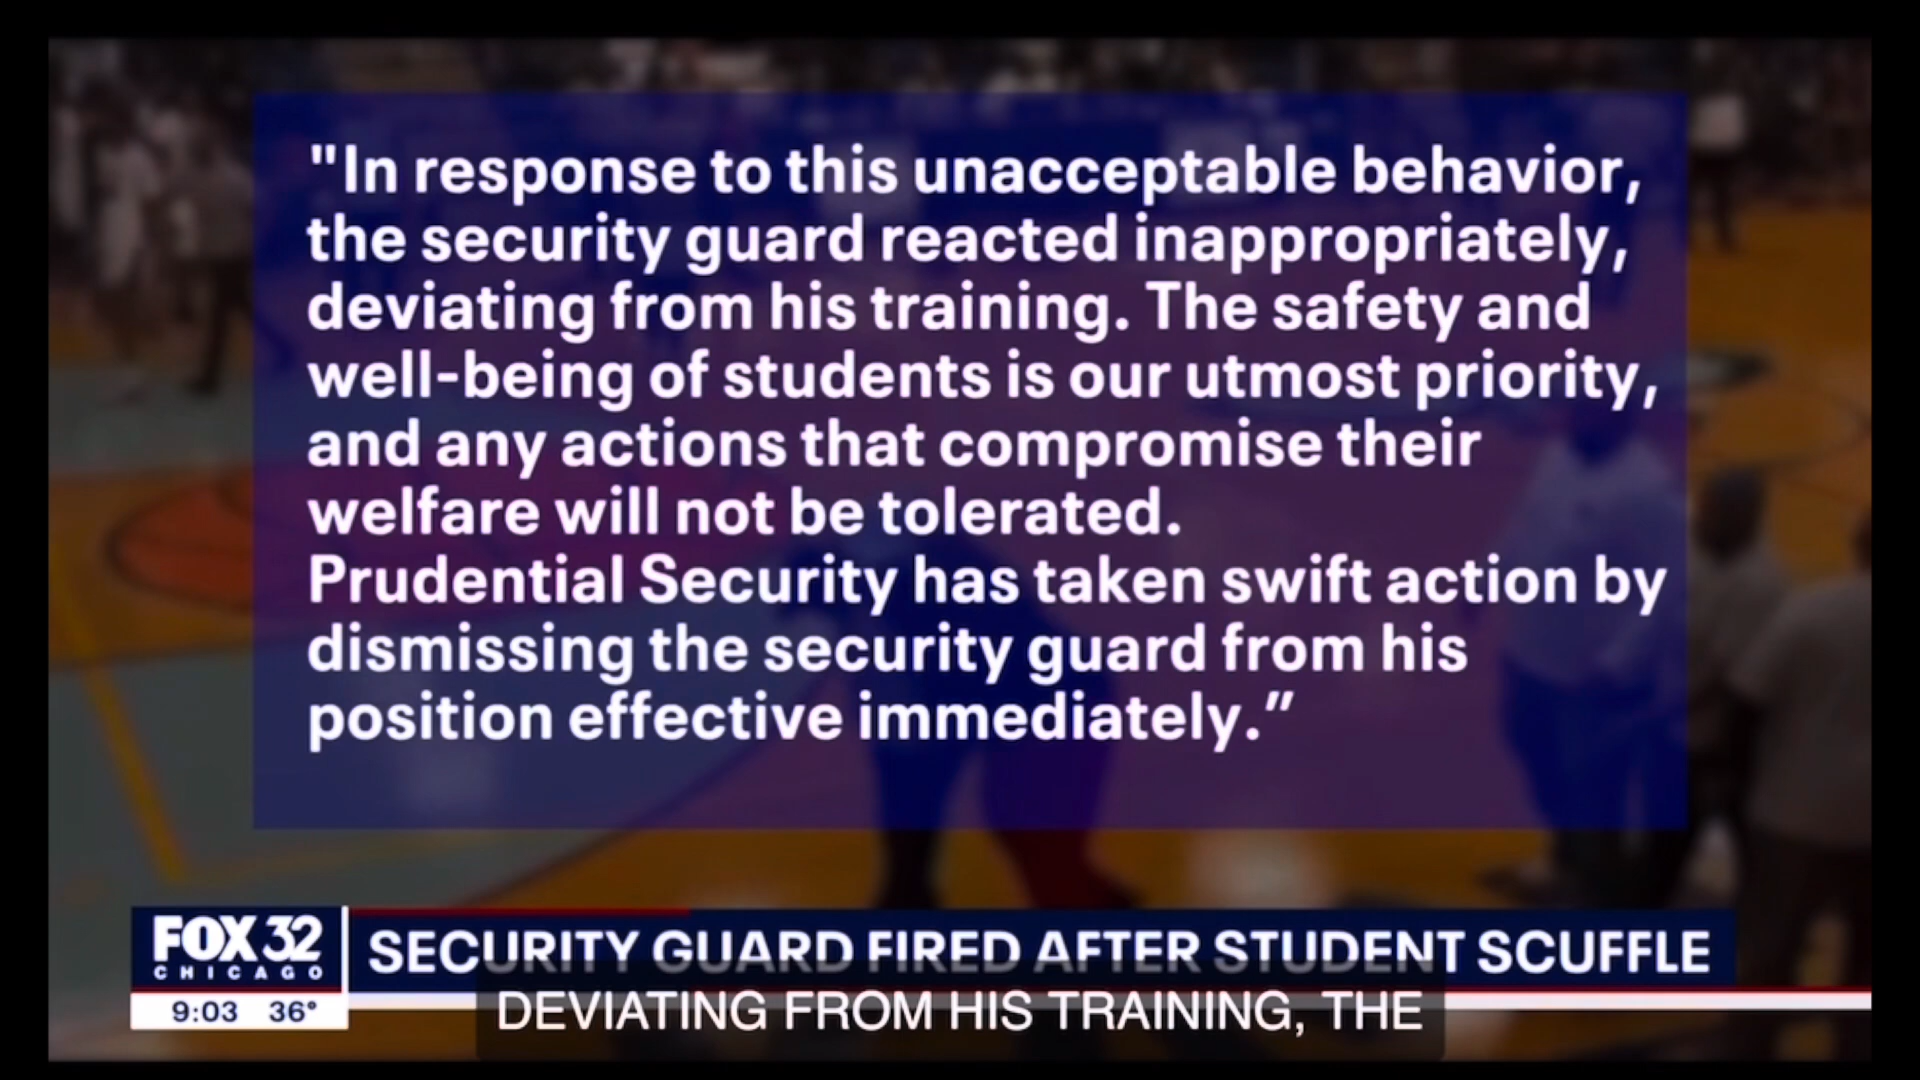 "In response to this unacceptable behavior,
the security guard reacted inappropriately,
deviating from his training. The safety and
well-being of students is our utmost priority,
and any actions that compromise their
welfare will not be tolerated.
Prudential Security has taken swift action by
dismissing the security guard from his
position effective immediately.”
FOX 32
CHICAGO
9:03 36°
SECURITY GUARD FIRED AFTER STUDENT SCUFFLE
DEVIATING FROM HIS TRAINING, THE